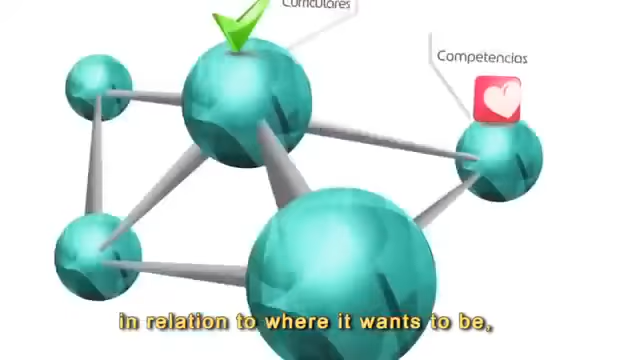 Curriculares
Competencias
in relation to where it wants to be,